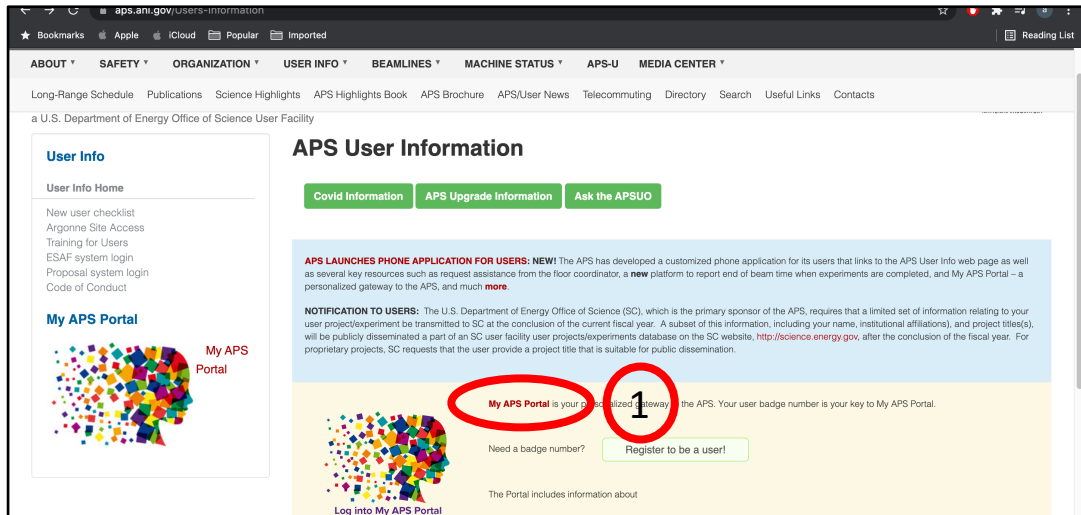 aps.anl.gov/Users-Information
a
Bookmarks Apple iCloud Popular Imported Reading List
ABOUT SAFETY ORGANIZATION USER INFO BEAMLINES MACHINE STATUS APS-U MEDIA CENTER
Long-Range Schedule Publications Science Highlights APS Highlights Book APS Brochure APS/User News Telecommuting Directory Search Useful Links Contacts
a U.S. Department of Energy Office of Science User Facility
User Info
User Info Home
New user checklist
Argonne Site Access
Training for Users
ESAF system login
Proposal system login
Code of Conduct
My APS Portal
My APS
Portal
APS User Information
Covid Information APS Upgrade Information Ask the APSUO
APS LAUNCHES PHONE APPLICATION FOR USERS: NEW! The APS has developed a customized phone application for its users that links to the APS User Info web page as well
as several key resources such as request assistance from the floor coordinator, a new platform to report end of beam time when experiments are completed, and My APS Portal – a
personalized gateway to the APS, and much more.
NOTIFICATION TO USERS: The U.S. Department of Energy Office of Science (SC), which is the primary sponsor of the APS, requires that a limited set of information relating to your
user project/experiment be transmitted to SC at the conclusion of the current fiscal year. A subset of this information, including your name, institutional affiliations), and project titles(s),
will be publicly disseminated a part of an SC user facility user projects/experiments database on the SC website, http://science.energy.gov, after the conclusion of the fiscal year. For
proprietary projects, SC requests that the user provide a project title that is suitable for public dissemination.
My APS Portal is your personalized gateway the APS. Your user badge number is your key to My APS Portal.
1
Need a badge number? Register to be a user!
The Portal includes information about
Log into My APS Portal